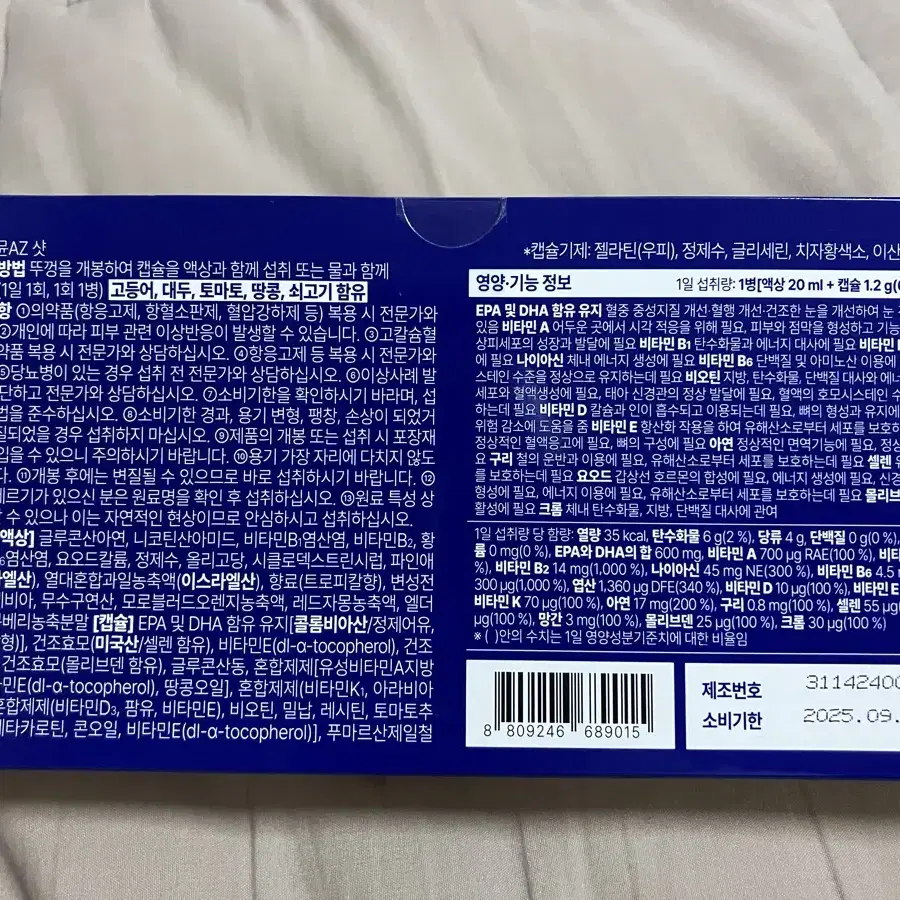 AZ 샷
방법 뚜껑을 개봉하여 캡슐을 액상과 함께 섭취 또는 물과 함께
(1일 1회, 1회 1병) 고등어, 대두, 토마토, 땅콩, 쇠고기 함유
항 ①의약품(항응고제, 항혈소판제, 혈압강하제 등) 복용 시 전문가와
②개인에 따라 피부 관련 이상반응이 발생할 수 있습니다. ③고칼슘혈
약품 복용 시 전문가와 상담하십시오. ④항응고제 등 복용 시 전문가와
⑤당뇨병이 있는 경우 섭취 전 전문가와 상담하십시오. ⑥이상사례 발
단하고 전문가와 상담하십시오. ⑦소비기한을 확인하시기 바라며, 섭
법을 준수하십시오. ⑧소비기한 경과, 용기 변형, 팽창, 손상이 되었거
질되었을 경우 섭취하지 마십시오. ⑨제품의 개봉 또는 섭취 시 포장재
입을 수 있으니 주의하시기 바랍니다. ⑩용기 가장 자리에 다치지 않도
다. ⑪개봉 후에는 변질될 수 있으므로 바로 섭취하시기 바랍니다. ⑫
레르기가 있으신 분은 원료명을 확인 후 섭취하십시오. ⑬원료 특성 상
할 수 있으나 이는 자연적인 현상이므로 안심하시고 섭취하십시오.
액상] 글루콘산아연, 니코틴산아미드, 비타민B₁염산염, 비타민B₂, 황
₆염산염, 요오드칼륨, 정제수, 올리고당, 시클로덱스트린시럽, 파인애
엘산), 열대혼합과일농축액(이스라엘산), 향료(트로피칼향), 변성전
비아, 무수구연산, 모로블러드오렌지농축액, 레드자몽농축액, 엘더
베리농축분말 [캡슐] EPA 및 DHA 함유 유지[콜롬비아산/정제어유,
형)], 건조효모(미국산/셀렌 함유), 비타민E(dl-α-tocopherol), 건조
건조효모(몰리브덴 함유), 글루콘산동, 혼합제제[유성비타민A지방
민E(dl-α-tocopherol), 땅콩오일], 혼합제제(비타민K₁, 아라비아
혼합제제(비타민D₃, 팜유, 비타민E), 비오틴, 밀납, 레시틴, 토마토추
베타카로틴, 콘오일, 비타민E(dl-α-tocopherol)], 푸마르산제일철
*캡슐기제: 젤라틴(우피), 정제수, 글리세린, 치자황색소, 이산
영양·기능 정보 1일 섭취량: 1병[액상 20 ml + 캡슐 1.2 g(
EPA 및 DHA 함유 유지 혈중 중성지질 개선·혈행 개선·건조한 눈을 개선하여 눈
있음 비타민 A 어두운 곳에서 시각 적응을 위해 필요, 피부와 점막을 형성하고 기능
상피세포의 성장과 발달에 필요 비타민 B₁ 탄수화물과 에너지 대사에 필요 비타민
에 필요 나이아신 체내 에너지 생성에 필요 비타민 B₆ 단백질 및 아미노산 이용에
스테인 수준을 정상으로 유지하는데 필요 비오틴 지방, 탄수화물, 단백질 대사와 에너
세포와 혈액생성에 필요, 태아 신경관의 정상 발달에 필요, 혈액의 호모시스테인 수
하는데 필요 비타민 D 칼슘과 인이 흡수되고 이용되는데 필요, 뼈의 형성과 유지에
위험 감소에 도움을 줌 비타민 E 항산화 작용을 하여 유해산소로부터 세포를 보호하는
정상적인 혈액응고에 필요, 뼈의 구성에 필요 아연 정상적인 면역기능에 필요, 정상
요 구리 철의 운반과 이용에 필요, 유해산소로부터 세포를 보호하는데 필요 셀렌 유
를 보호하는데 필요 요오드 갑상선 호르몬의 합성에 필요, 에너지 생성에 필요, 신경
형성에 필요, 에너지 이용에 필요, 유해산소로부터 세포를 보호하는데 필요 몰리브
활성에 필요 크롬 체내 탄수화물, 지방, 단백질 대사에 관여
1일 섭취량 당 함량: 열량 35 kcal, 탄수화물 6 g(2 %), 당류 4 g, 단백질 0 g(0 %),
륨 0 mg(0 %), EPA와 DHA의 합 600 mg, 비타민 A 700 μg RAE(100 %), 비타
%), 비타민 B₂ 14 mg(1,000 %), 나이아신 45 mg NE(300 %), 비타민 B₆ 4.5
300 μg(1,000 %), 엽산 1,360 μg DFE(340 %), 비타민 D 10 μg(100 %), 비타민 E
비타민 K 70 μg(100 %), 아연 17 mg(200 %), 구리 0.8 mg(100 %), 셀렌 55 μg
μg(100 %), 망간 3 mg(100 %), 몰리브덴 25 μg(100 %), 크롬 30 μg(100 %)
※ ( )안의 수치는 1일 영양성분기준치에 대한 비율임
8 809246 689015
제조번호 31142400
소비기한 2025.09.